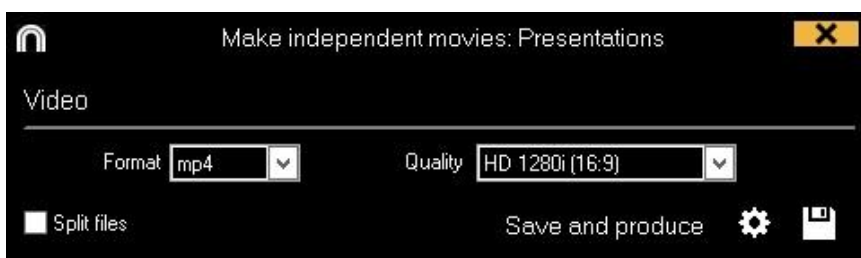 Make independent movies: Presentations
Video
Format mp4 Quality HD 1280i (16:9)
Split files Save and produce